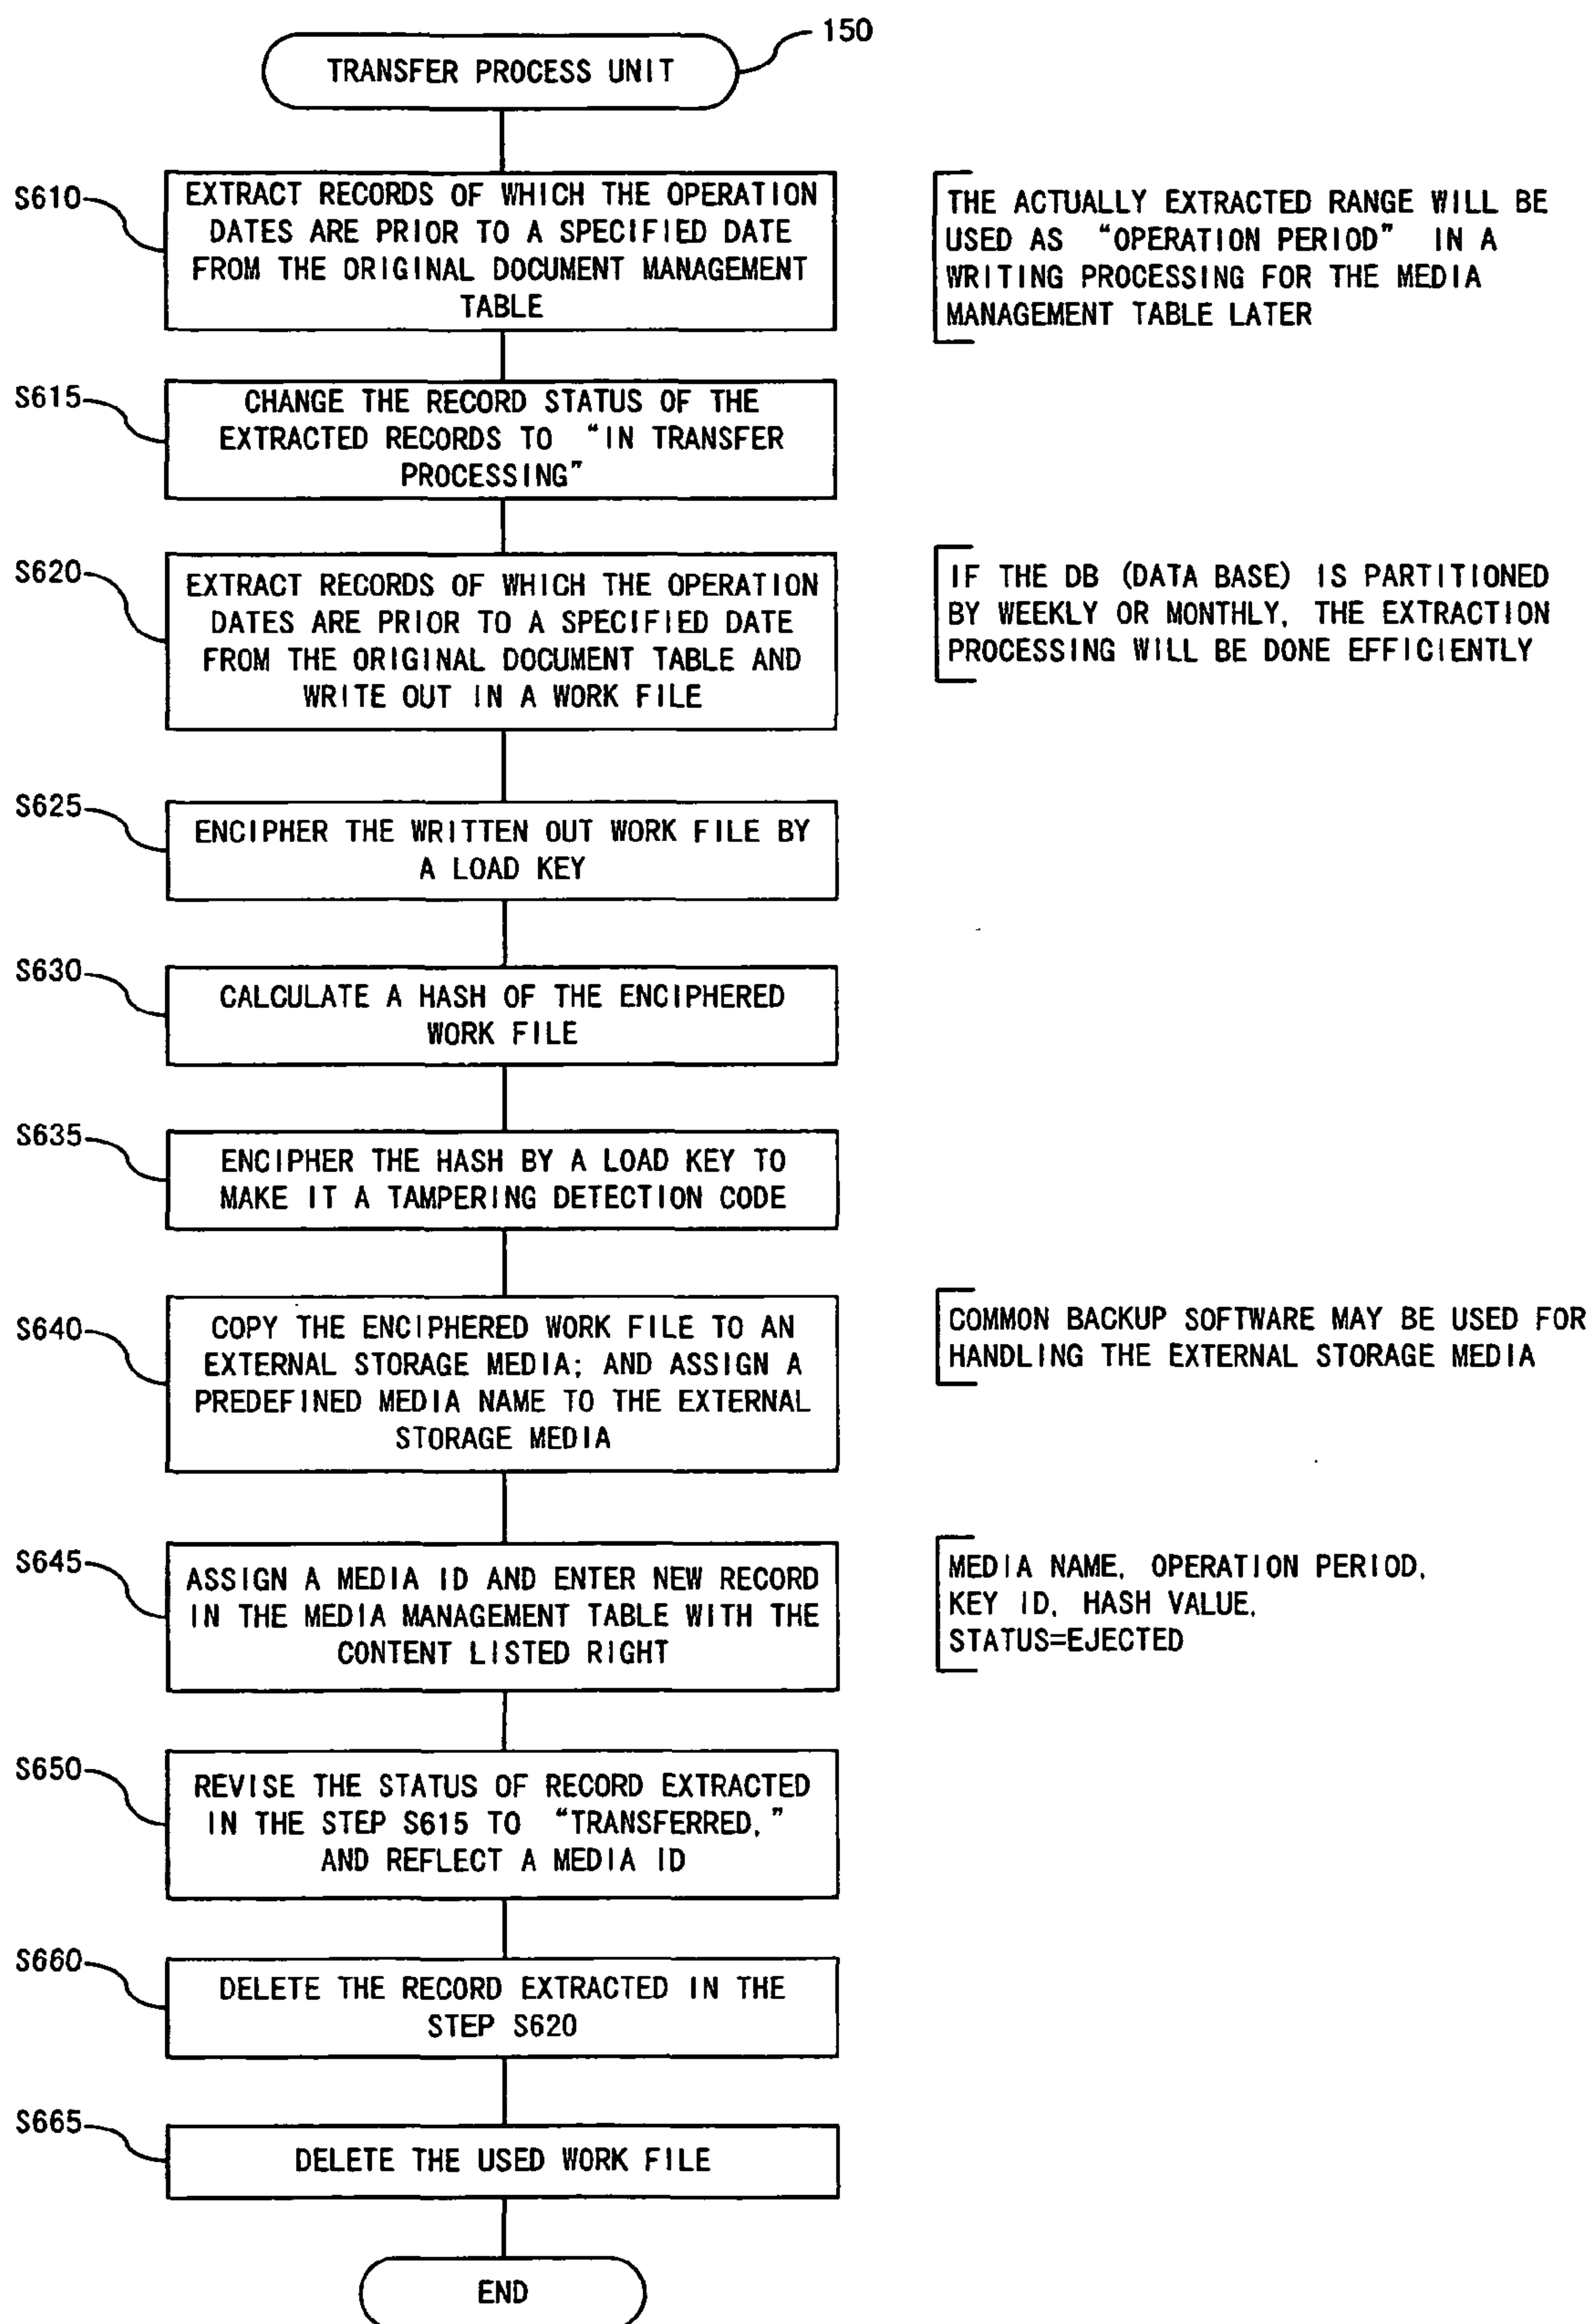 150
TRANSFER PROCESS UNIT
S610
EXTRACT RECORDS OF WHICH THE OPERATION
DATES ARE PRIOR TO A SPECIFIED DATE
FROM THE ORIGINAL DOCUMENT MANAGEMENT
TABLE
THE ACTUALLY EXTRACTED RANGE WILL BE
USED AS "OPERATION PERIOD" IN A
WRITING PROCESSING FOR THE MEDIA
MANAGEMENT TABLE LATER
S615
CHANGE THE RECORD STATUS OF THE
EXTRACTED RECORDS TO "IN TRANSFER
PROCESSING"
S620
EXTRACT RECORDS OF WHICH THE OPERATION
DATES ARE PRIOR TO A SPECIFIED DATE
FROM THE ORIGINAL DOCUMENT TABLE AND
WRITE OUT IN A WORK FILE
IF THE DB (DATA BASE) IS PARTITIONED
BY WEEKLY OR MONTHLY, THE EXTRACTION
PROCESSING WILL BE DONE EFFICIENTLY
S625
ENCIPHER THE WRITTEN OUT WORK FILE BY
A LOAD KEY
S630
CALCULATE A HASH OF THE ENCIPHERED
WORK FILE
S635
ENCIPHER THE HASH BY A LOAD KEY TO
MAKE IT A TAMPERING DETECTION CODE
S640
COPY THE ENCIPHERED WORK FILE TO AN
EXTERNAL STORAGE MEDIA; AND ASSIGN A
PREDEFINED MEDIA NAME TO THE EXTERNAL
STORAGE MEDIA
COMMON BACKUP SOFTWARE MAY BE USED FOR
HANDLING THE EXTERNAL STORAGE MEDIA
S645
ASSIGN A MEDIA ID AND ENTER NEW RECORD
IN THE MEDIA MANAGEMENT TABLE WITH THE
CONTENT LISTED RIGHT
MEDIA NAME, OPERATION PERIOD,
KEY ID, HASH VALUE,
STATUS=EJECTED
S650
REVISE THE STATUS OF RECORD EXTRACTED
IN THE STEP S615 TO "TRANSFERRED,"
AND REFLECT A MEDIA ID
S660
DELETE THE RECORD EXTRACTED IN THE
STEP S620
S665
DELETE THE USED WORK FILE
END